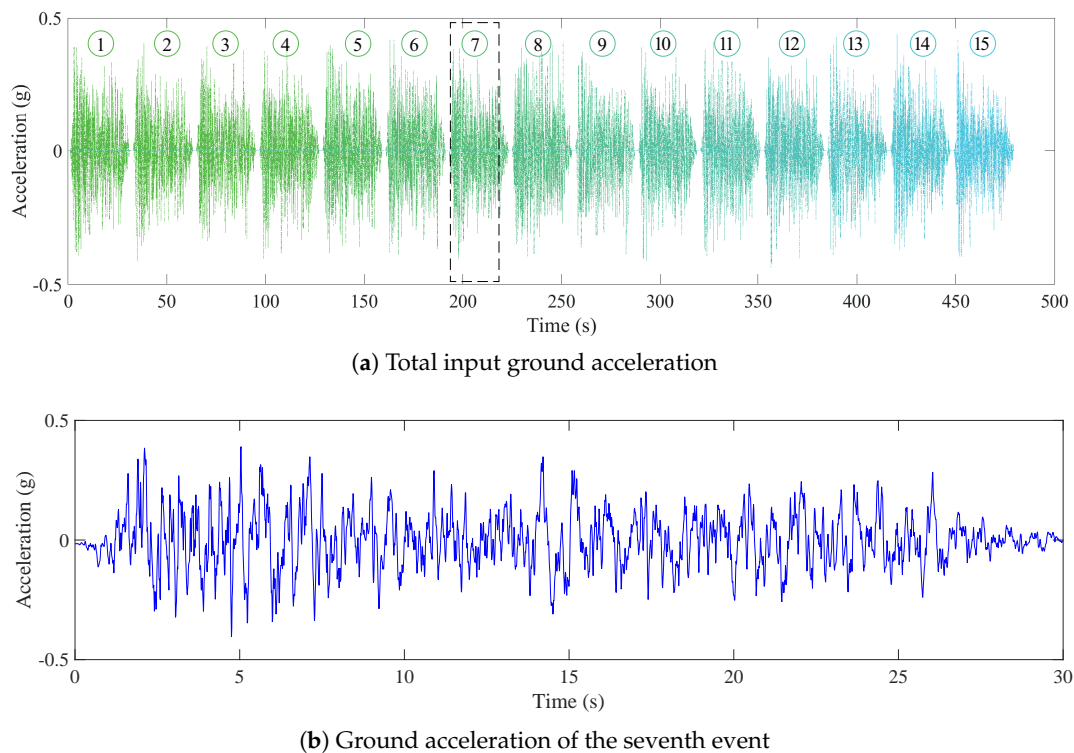 0.5
① ② ③ ④ ⑤ ⑥ ⑦ ⑧ ⑨ ⑩ ⑪ ⑫ ⑬ ⑭ ⑮
Acceleration (g)
0
-0.5
0 50 100 150 200 250 300 350 400 450 500
Time (s)
(a) Total input ground acceleration
0.5
Acceleration (g)
0
-0.5
0 5 10 15 20 25 30
Time (s)
(b) Ground acceleration of the seventh event